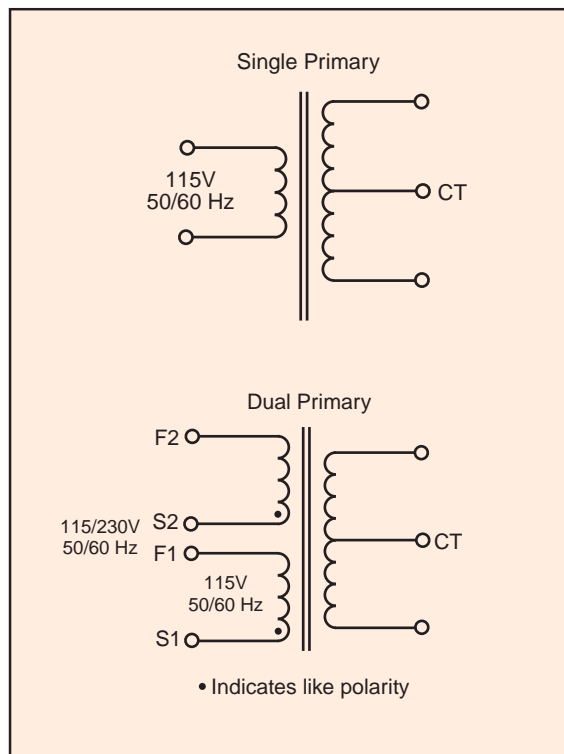 Single Primary
115V
50/60 Hz
CT
Dual Primary
F2
S2
115/230V
50/60 Hz
F1
115V
50/60 Hz
S1
CT
• Indicates like polarity